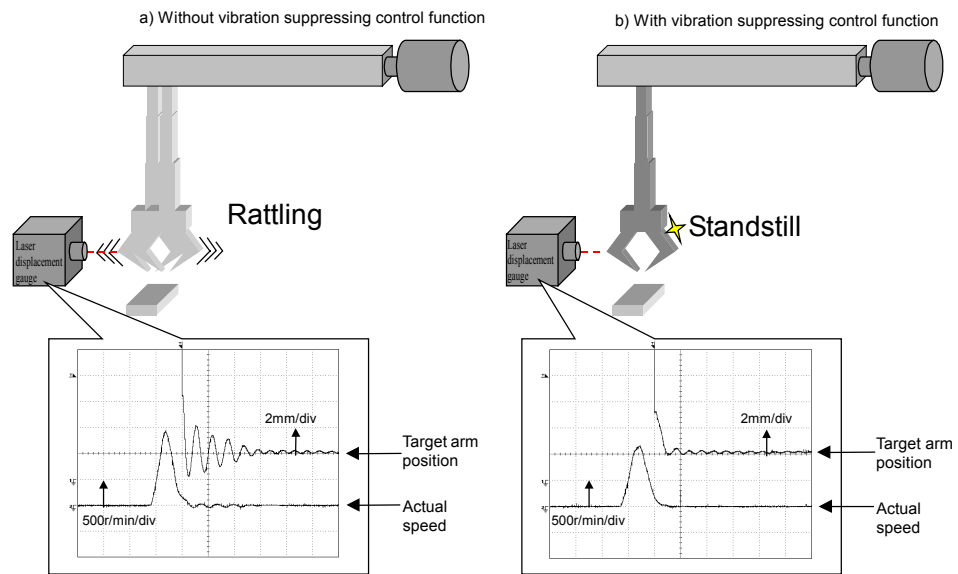 a) Without vibration suppressing control function
Rattling
Laser
displacement
gauge
2mm/div
500r/min/div
Target arm
position
Actual
speed
b) With vibration suppressing control function
Standstill
Laser
displacement
gauge
2mm/div
500r/min/div
Target arm
position
Actual
speed